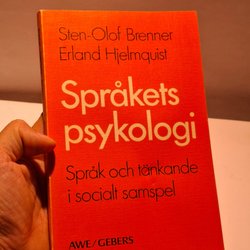 Sten-Olof Brenner
Erland Hjelmquist
Språkets
psykologi
Språk och tänkande
i socialt samspel
AWE/GEBERS